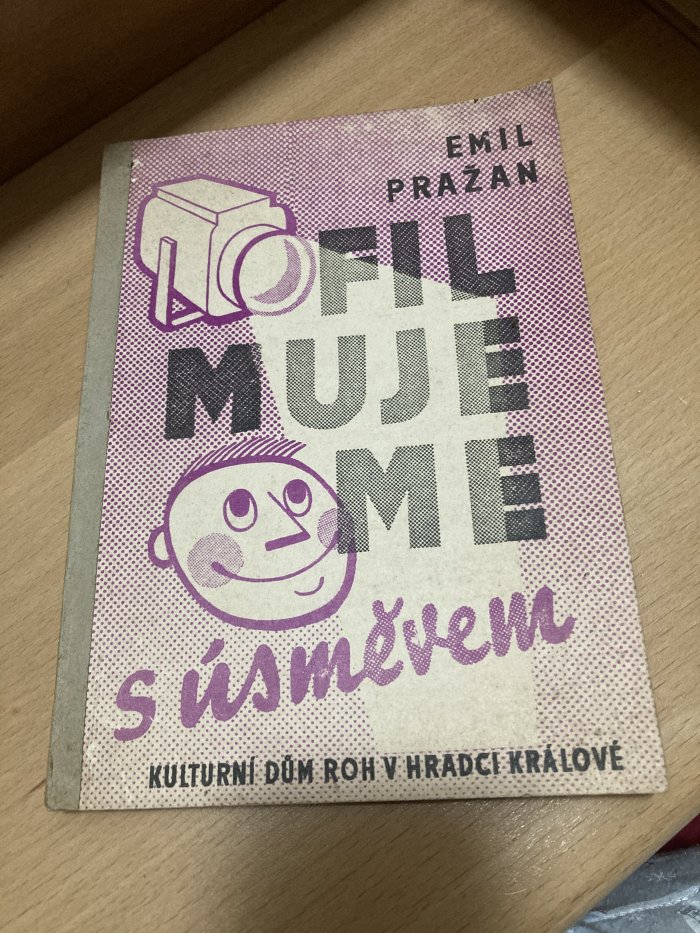 EMIL
PRAŽAN
FIL
MUJE
ME
s úsměvem
KULTURNÍ DŮM ROH V HRADCI KRÁLOVÉ